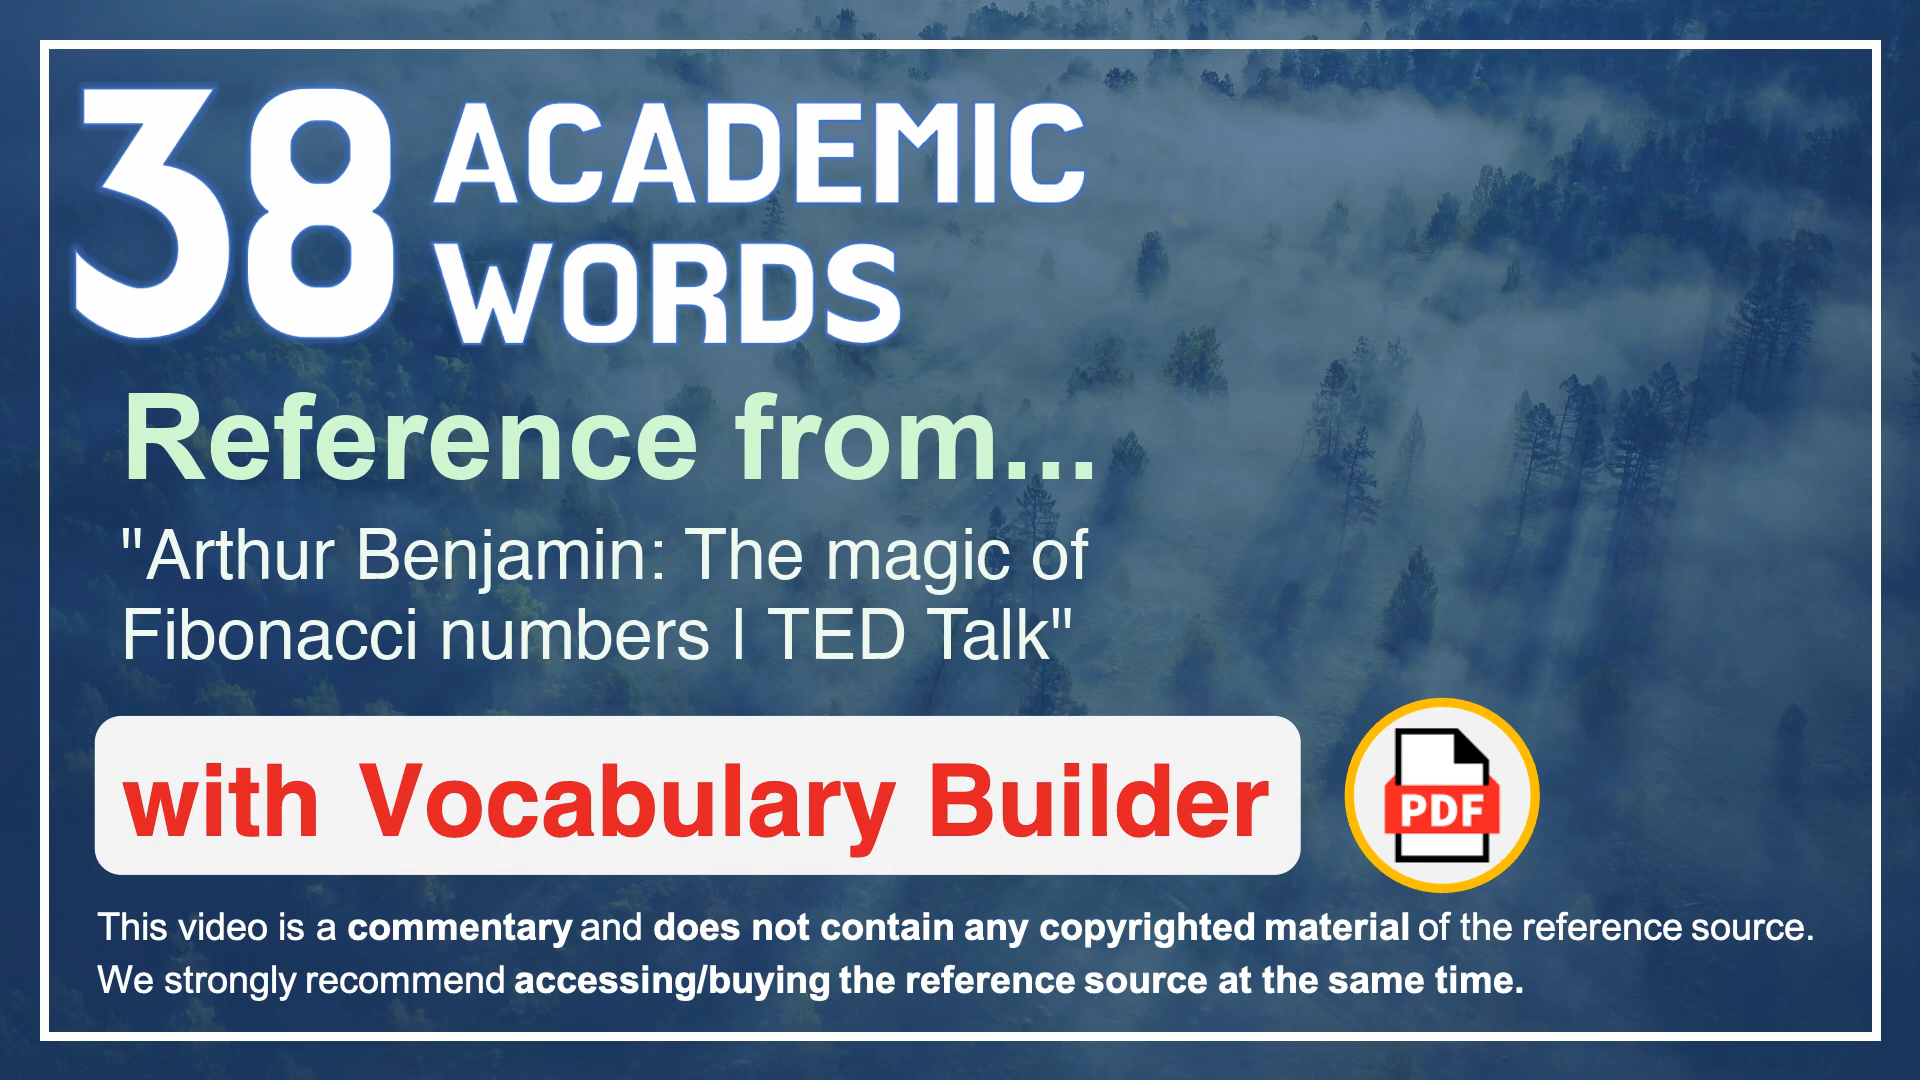 38 ACADEMIC
WORDS
Reference from...
"Arthur Benjamin: The magic of
Fibonacci numbers | TED Talk"
with Vocabulary Builder
PDF
This video is a commentary and does not contain any copyrighted material of the reference source.
We strongly recommend accessing/buying the reference source at the same time.